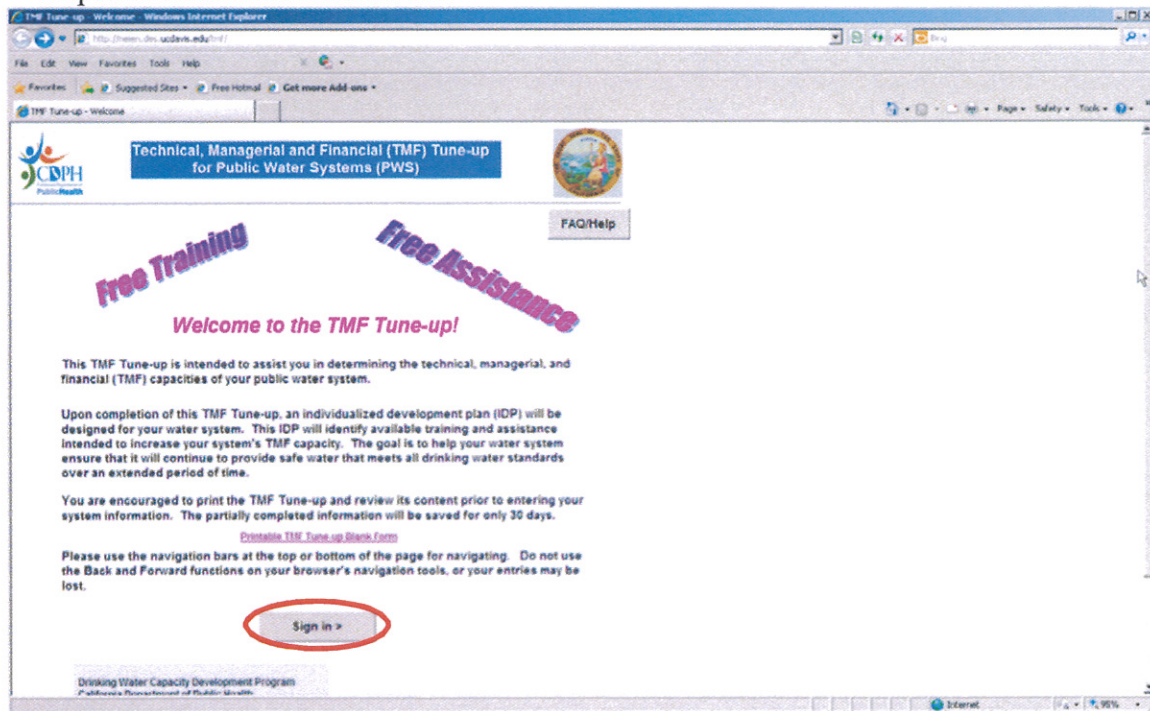 TMF Tune-up - Welcome - Windows Internet Explorer
ucdavis.edu/tmf/
Bing
File Edit View Favorites Tools Help
Favorites Suggested Sites Free Hotmail Get more Add-ons
TMF Tune-up - Welcome
Page Safety Tools
CDPH
PublicHealth
Technical, Managerial and Financial (TMF) Tune-up
for Public Water Systems (PWS)
FAQ/Help
Free Training
Free Assistance
Welcome to the TMF Tune-up!
This TMF Tune-up is intended to assist you in determining the technical, managerial, and
financial (TMF) capacities of your public water system.
Upon completion of this TMF Tune-up, an individualized development plan (IDP) will be
designed for your water system. This IDP will identify available training and assistance
intended to increase your system's TMF capacity. The goal is to help your water system
ensure that it will continue to provide safe water that meets all drinking water standards
over an extended period of time.
You are encouraged to print the TMF Tune-up and review its content prior to entering your
system information. The partially completed information will be saved for only 30 days.
Printable TMF Tune-up Blank Form
Please use the navigation bars at the top or bottom of the page for navigating. Do not use
the Back and Forward functions on your browser's navigation tools, or your entries may be
lost.
Sign in >
Drinking Water Capacity Development Program
California Department of Public Health
Internet
95%